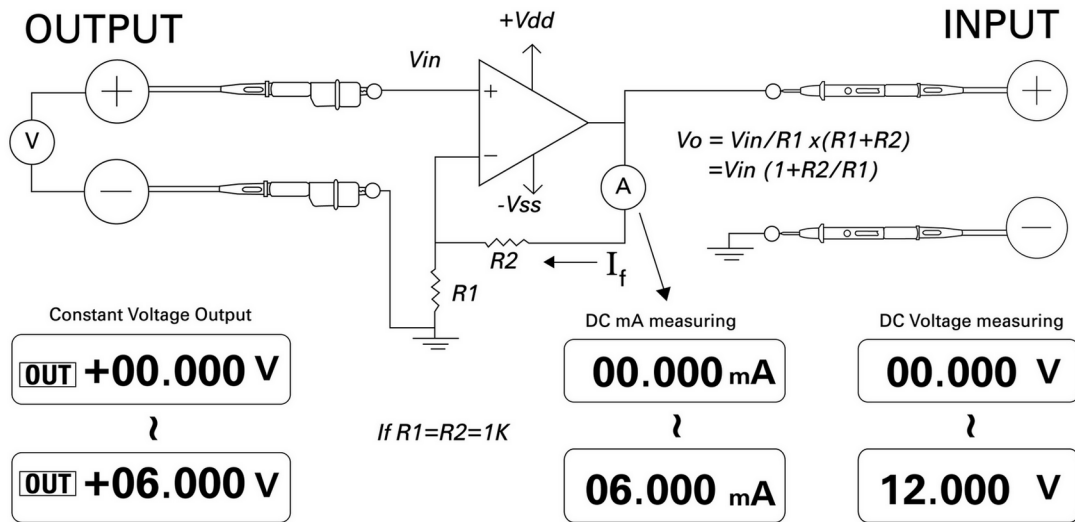 OUTPUT
INPUT
+Vdd
Vin
+
+
+
V
−
A
Vo = Vin/R1 x(R1+R2)
=Vin (1+R2/R1)
−
-Vss
−
R2
If
R1
Constant Voltage Output
DC mA measuring
DC Voltage measuring
OUT +00.000 V
00.000 mA
00.000 V
~
~
~
If R1=R2=1K
OUT +06.000 V
06.000 mA
12.000 V